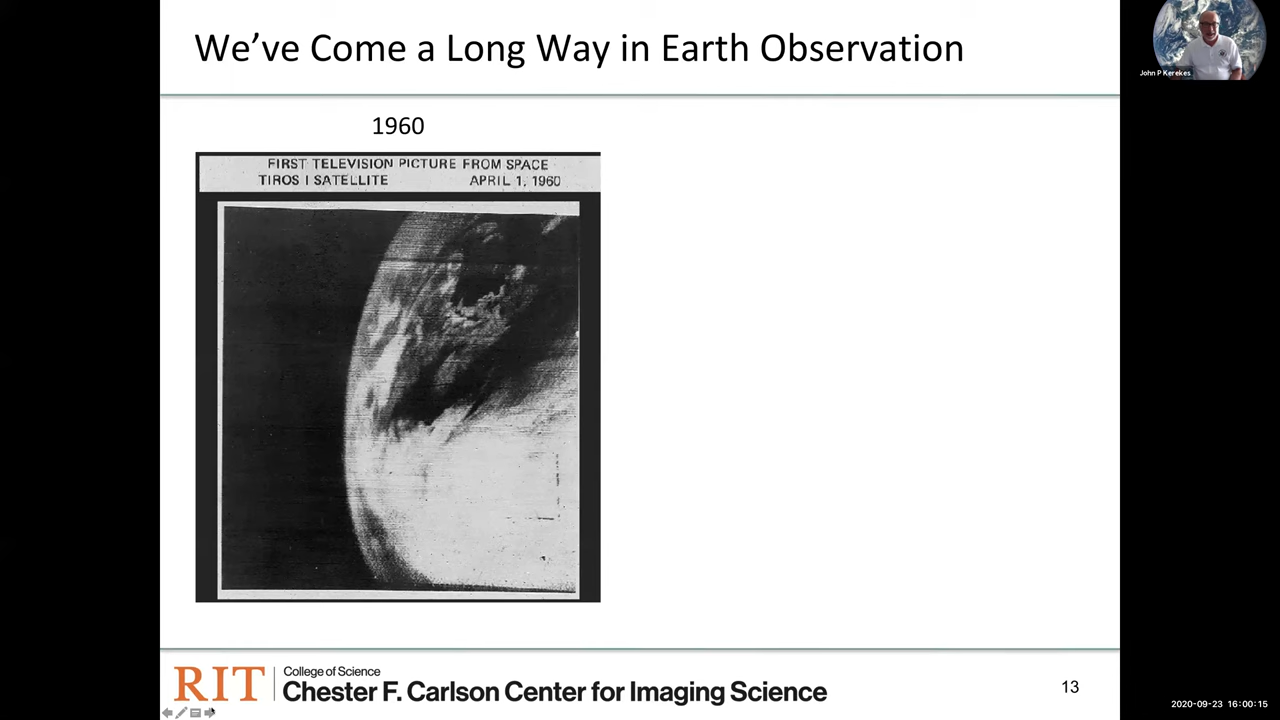 We've Come a Long Way in Earth Observation
John P Kerekes
1960
FIRST TELEVISION PICTURE FROM SPACE
TIROS I SATELLITE APRIL 1, 1960
RIT
College of Science
Chester F. Carlson Center for Imaging Science
13
2020-09-23 16:00:15